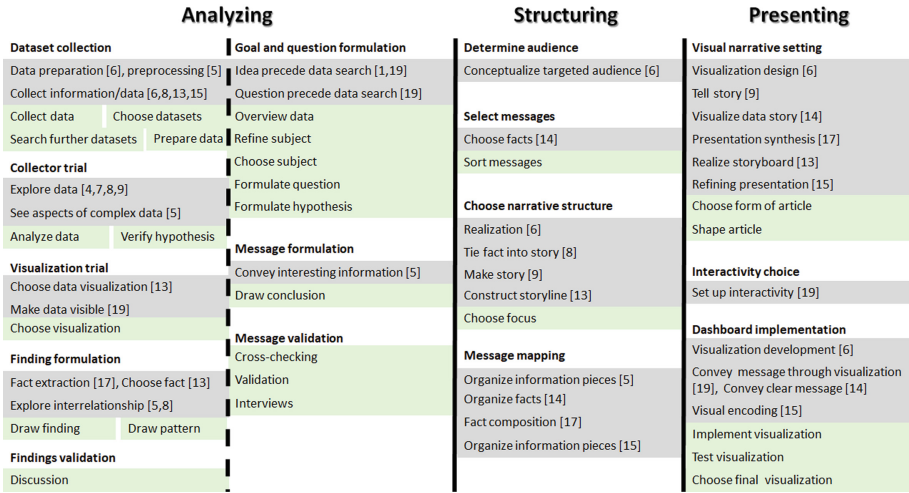 Analyzing
Structuring
Presenting
Dataset collection
Data preparation [6], preprocessing [5]
Collect information/data [6,8,13,15]
Collect data
Choose datasets
Search further datasets
Prepare data
Collector trial
Explore data [4,7,8,9]
See aspects of complex data [5]
Analyze data
Verify hypothesis
Visualization trial
Choose data visualization [13]
Make data visible [19]
Choose visualization
Finding formulation
Fact extraction [17], Choose fact [13]
Explore interrelationship [5,8]
Draw finding
Draw pattern
Findings validation
Discussion
Goal and question formulation
Idea precede data search [1,19]
Question precede data search [19]
Overview data
Refine subject
Choose subject
Formulate question
Formulate hypothesis
Message formulation
Convey interesting information [5]
Draw conclusion
Message validation
Cross-checking
Validation
Interviews
Determine audience
Conceptualize targeted audience [6]
Select messages
Choose facts [14]
Sort messages
Choose narrative structure
Realization [6]
Tie fact into story [8]
Make story [9]
Construct storyline [13]
Choose focus
Message mapping
Organize information pieces [5]
Organize facts [14]
Fact composition [17]
Organize information pieces [15]
Visual narrative setting
Visualization design [6]
Tell story [9]
Visualize data story [14]
Presentation synthesis [17]
Realize storyboard [13]
Refining presentation [15]
Choose form of article
Shape article
Interactivity choice
Set up interactivity [19]
Dashboard implementation
Visualization development [6]
Convey message through visualization
[19], Convey clear message [14]
Visual encoding [15]
Implement visualization
Test visualization
Choose final visualization